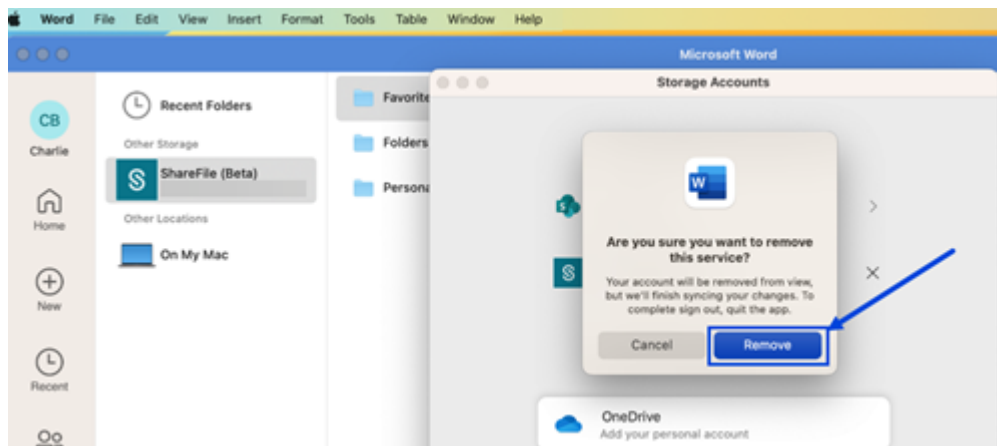 Word File Edit View Insert Format Tools Table Window Help
Microsoft Word
CB
Charlie
Home
New
Recent
Recent Folders
Other Storage
ShareFile (Beta)
Other Locations
On My Mac
Favorite
Folders
Persona
Storage Accounts
Are you sure you want to remove
this service?
Your account will be removed from view,
but we'll finish syncing your changes. To
complete sign out, quit the app.
Cancel Remove
OneDrive
Add your personal account